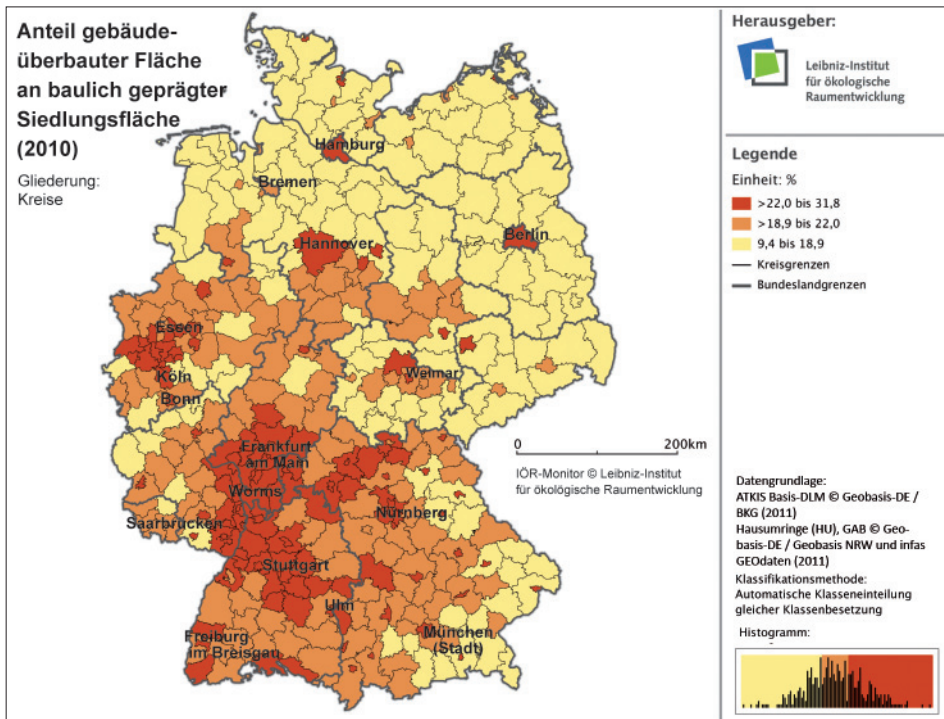 Anteil gebäude-
überbauter Fläche
an baulich geprägter
Siedlungsfläche
(2010)
Gliederung:
Kreise
Hamburg
Bremen
Berlin
Hannover
Essen
Köln
Bonn
Weimar
Frankfurt
am Main
Worms
Saarbrücken
Nürnberg
Stuttgart
Ulm
Freiburg
im Breisgau
München
(Stadt)
0 200km
IÖR-Monitor © Leibniz-Institut
für ökologische Raumentwicklung
Herausgeber:
Leibniz-Institut
für ökologische
Raumentwicklung
Legende
Einheit: %
>22,0 bis 31,8
>18,9 bis 22,0
9,4 bis 18,9
Kreisgrenzen
Bundeslandgrenzen
Datengrundlage:
ATKIS Basis-DLM © Geobasis-DE /
BKG (2011)
Hausumringe (HU), GAB © Geo-
basis-DE / Geobasis NRW und infas
GEOdaten (2011)
Klassifikationsmethode:
Automatische Klasseneinteilung
gleicher Klassenbesetzung
Histogramm: